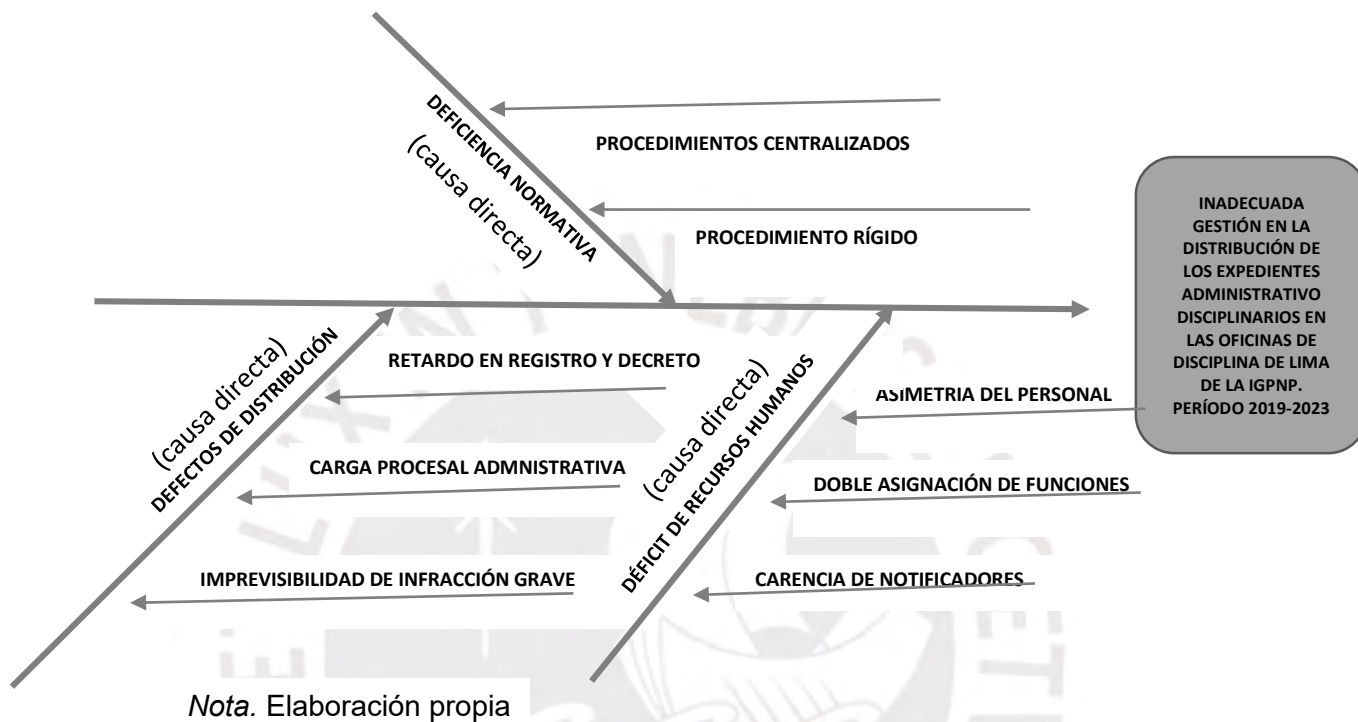 DEFICIENCIA NORMATIVA
(causa directa)
PROCEDIMIENTOS CENTRALIZADOS
PROCEDIMIENTO RÍGIDO
INADECUADA
GESTIÓN EN LA
DISTRIBUCIÓN DE
LOS EXPEDIENTES
ADMINISTRATIVO
DISCIPLINARIOS EN
LAS OFICINAS DE
DISCIPLINA DE LIMA
DE LA IGPNP.
PERÍODO 2019-2023
(causa directa)
DEFECTOS DE DISTRIBUCIÓN
RETARDO EN REGISTRO Y DECRETO
CARGA PROCESAL ADMNISTRATIVA
IMPREVISIBILIDAD DE INFRACCIÓN GRAVE
(causa directa)
DÉFICIT DE RECURSOS HUMANOS
ASIMETRIA DEL PERSONAL
DOBLE ASIGNACIÓN DE FUNCIONES
CARENCIA DE NOTIFICADORES
Nota. Elaboración propia